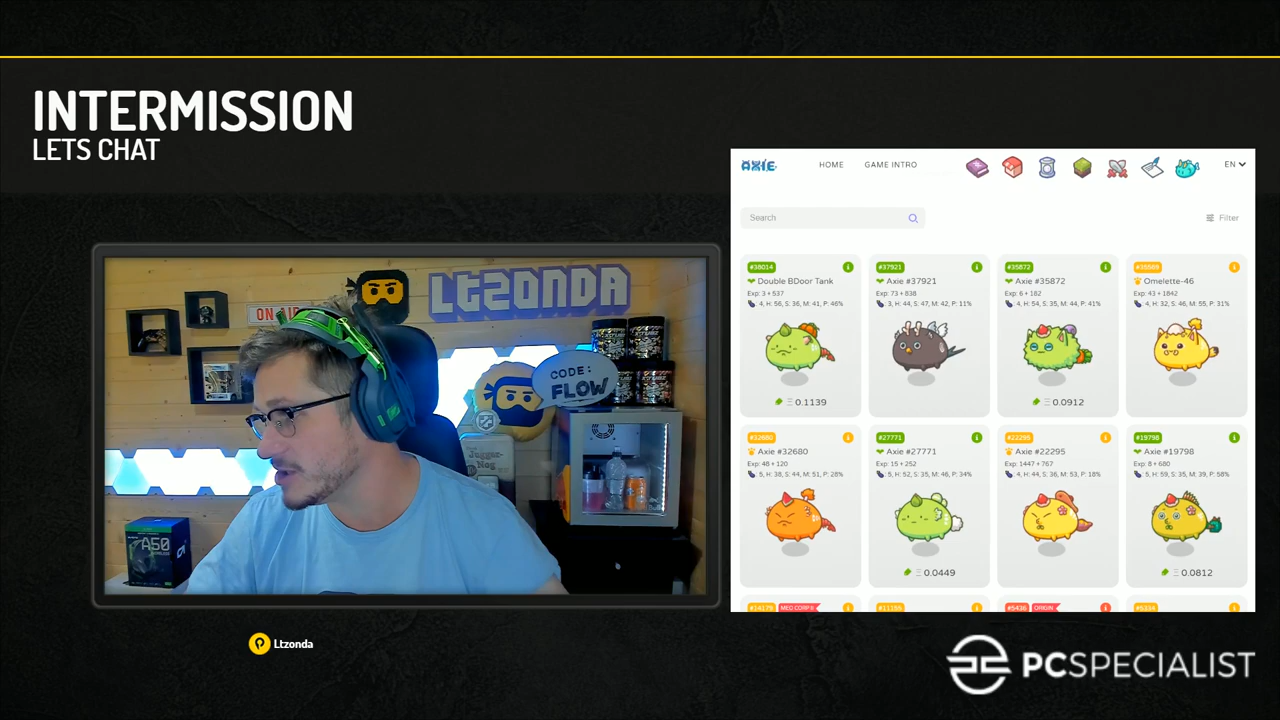 INTERMISSION
LETS CHAT
AXIE
HOME
GAME INTRO
EN
Search
Filter
#38014
Double BDoor Tank
Exp: 3 + 537
4, H: 56, S: 36, M: 41, P: 46%
0.1139
#37921
Axie #37921
Exp: 73 + 838
3, H: 44, S: 47, M: 42, P: 11%
#35872
Axie #35872
Exp: 6 + 182
4, H: 54, S: 35, M: 44, P: 41%
0.0912
Omelette-46
Exp: 43 + 1842
4, H: 32, S: 46, M: 55, P: 31%
#32680
Axie #32680
Exp: 48 + 120
5, H: 38, S: 44, M: 51, P: 28%
#27771
Axie #27771
Exp: 15 + 252
5, H: 52, S: 35, M: 46, P: 34%
0.0449
#22295
Axie #22295
Exp: 1447 + 767
4, H: 44, S: 36, M: 53, P: 18%
#19798
Axie #19798
Exp: 8 + 680
5, H: 59, S: 35, M: 39, P: 58%
0.0812
#14179
#11155
#5436
ORIGIN
#5334
LTZONDA
ON AIR
CODE:
FLOW
Jugger-
Nog
A50
Ltzonda
PCSPECIALIST